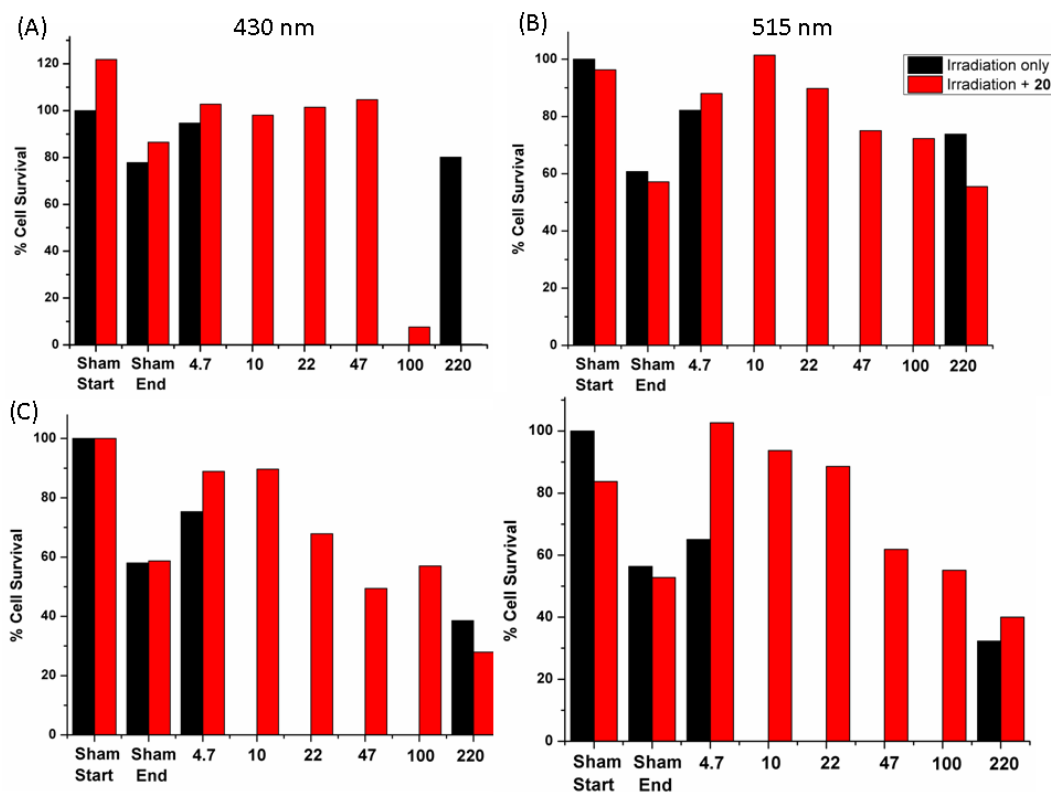 (A)
430 nm
% Cell Survival
120
100
80
60
40
20
0
Sham Start
Sham End
4.7
10
22
47
100
220
(B)
515 nm
Irradiation only
Irradiation + 20
% Cell Survival
100
80
60
40
20
0
Sham Start
Sham End
4.7
10
22
47
100
220
(C)
% Cell Survival
100
80
60
40
20
0
Sham Start
Sham End
4.7
10
22
47
100
220
% Cell Survival
100
80
60
40
20
0
Sham Start
Sham End
4.7
10
22
47
100
220